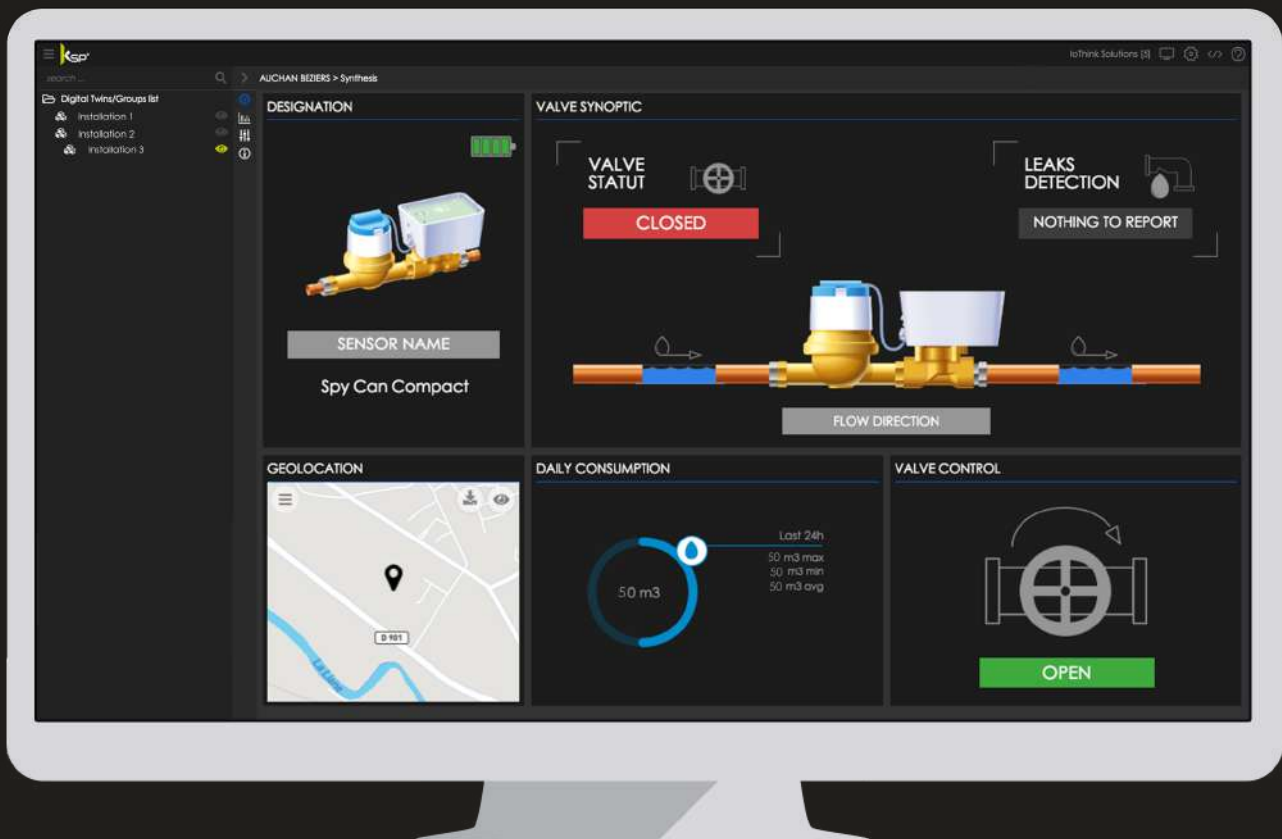 KSP
IoThink Solutions [3]
search ...
AUCHAN BEZIERS > Synthesis
Digital Twins/Groups list
Installation 1
Installation 2
Installation 3
DESIGNATION
SENSOR NAME
Spy Can Compact
VALVE SYNOPTIC
VALVE
STATUT
CLOSED
LEAKS
DETECTION
NOTHING TO REPORT
FLOW DIRECTION
GEOLOCATION
D 901
DAILY CONSUMPTION
50 m3
Last 24h
50 m3 max
50 m3 min
50 m3 avg
VALVE CONTROL
OPEN